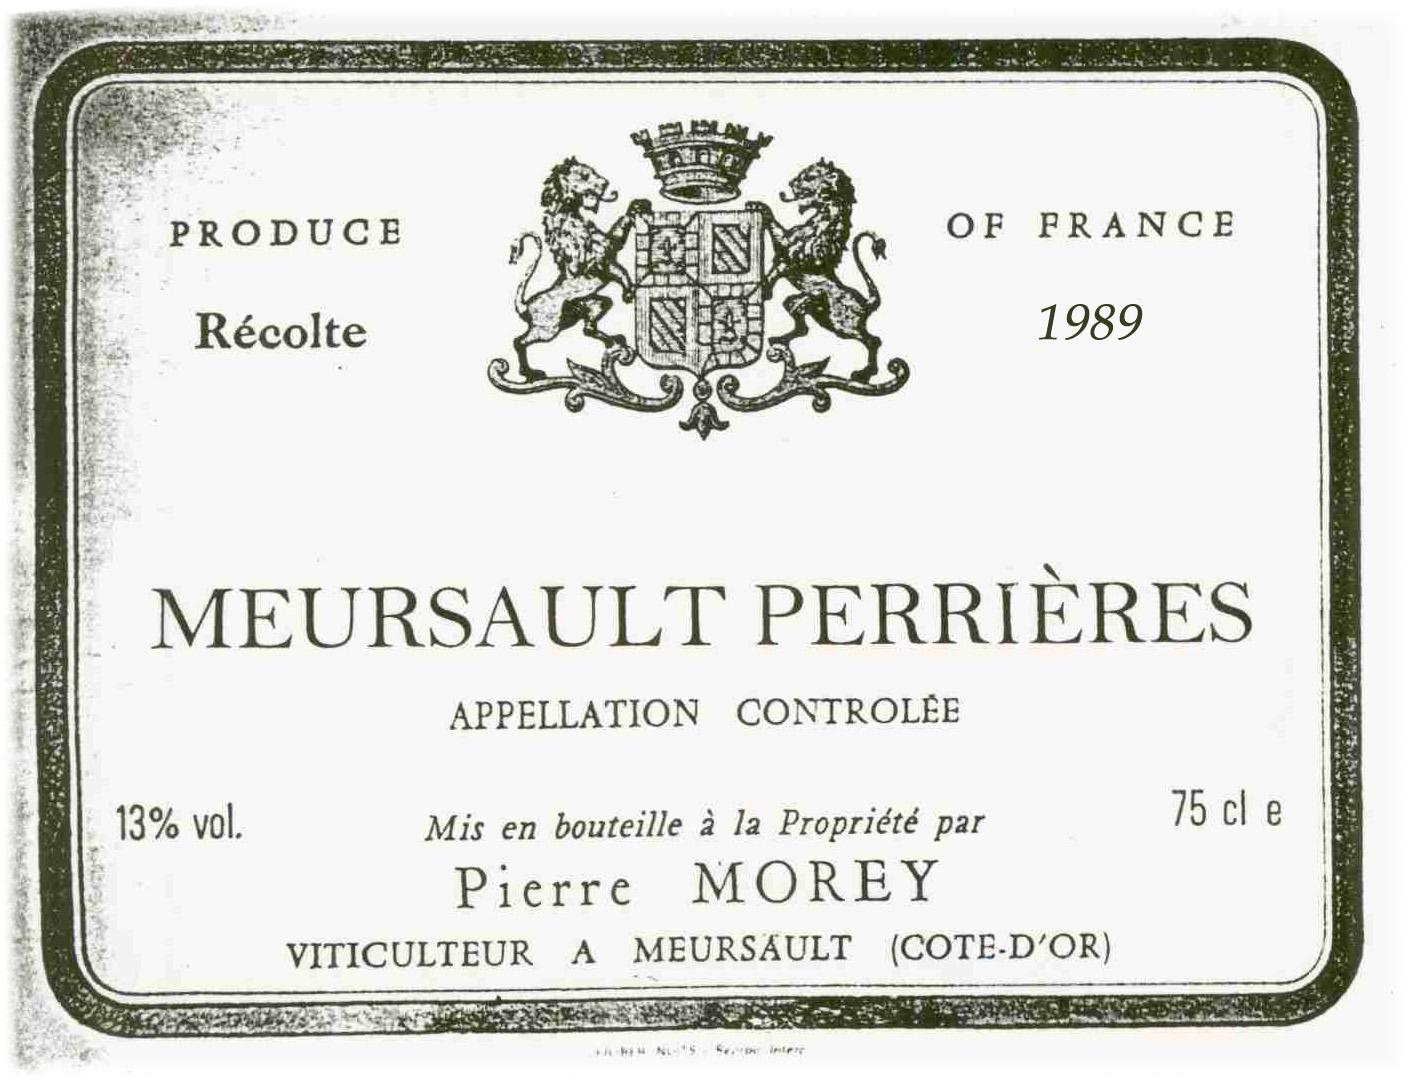 PRODUCE OF FRANCE
Récolte 1989
MEURSAULT PERRIÈRES
APPELLATION CONTROLÉE
13% vol.
75 cl e
Mis en bouteille à la Propriété par
Pierre MOREY
VITICULTEUR A MEURSAULT (COTE-D'OR)